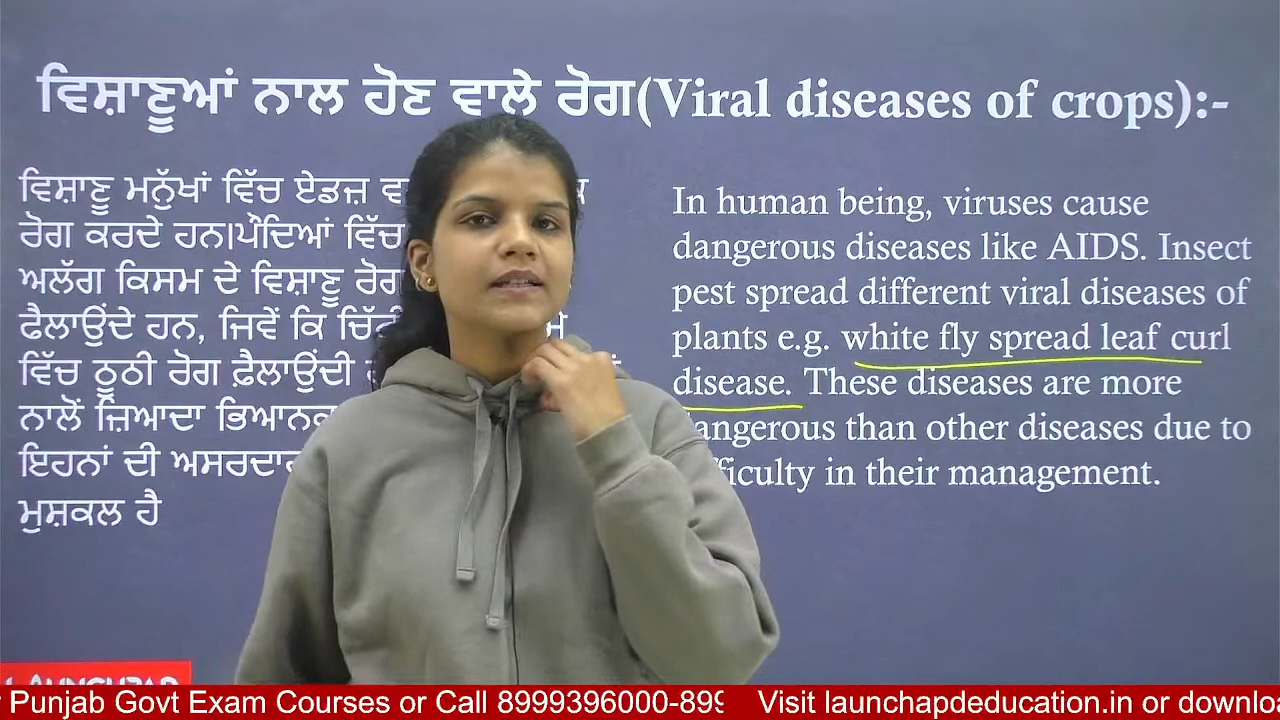 ਵਿਸ਼ਾਣੂਆਂ ਨਾਲ ਹੋਣ ਵਾਲੇ ਰੋਗ(Viral diseases of crops):-
ਵਿਸ਼ਾਣੂ ਮਨੁੱਖਾਂ ਵਿੱਚ ਏਡਜ਼
ਰੋਗ ਕਰਦੇ ਹਨ।ਪੌਦਿਆਂ ਵਿੱਚ
ਅਲੱਗ ਕਿਸਮ ਦੇ ਵਿਸ਼ਾਣੂ ਰੋਗ
ਫੈਲਾਉਂਦੇ ਹਨ, ਜਿਵੇਂ ਕਿ
ਵਿੱਚ ਠੂਠੀ ਰੋਗ ਫ਼ੈਲਾਉਂਦੀ
ਨਾਲੋਂ ਜ਼ਿਆਦਾ
ਇਹਨਾਂ ਦੀ
ਮੁਸ਼ਕਲ ਹੈ
In human being, viruses cause
dangerous diseases like AIDS. Insect
pest spread different viral diseases of
plants e.g. white fly spread leaf curl
disease. These diseases are more
dangerous than other diseases due to
in their management.
Punjab Govt Exam Courses or Call 8999396000-899 Visit launchapdeducation.in or